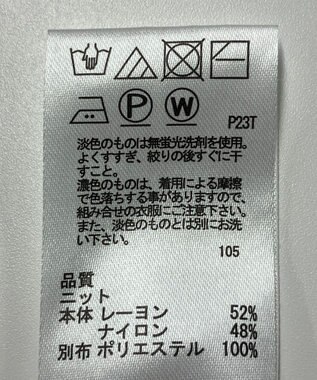 P
W
P23T
淡色のものは無蛍光洗剤を使用。
よくすすぎ、絞りの後すぐに干
すこと。
濃色のものは、着用による摩擦
で色落ちする事がありますので、
組み合せの衣服にご注意下さい。
また、淡色のものとは別にお洗
い下さい。
105
品質
ニット
本体 レーヨン 52%
ナイロン 48%
別布 ポリエステル 100%